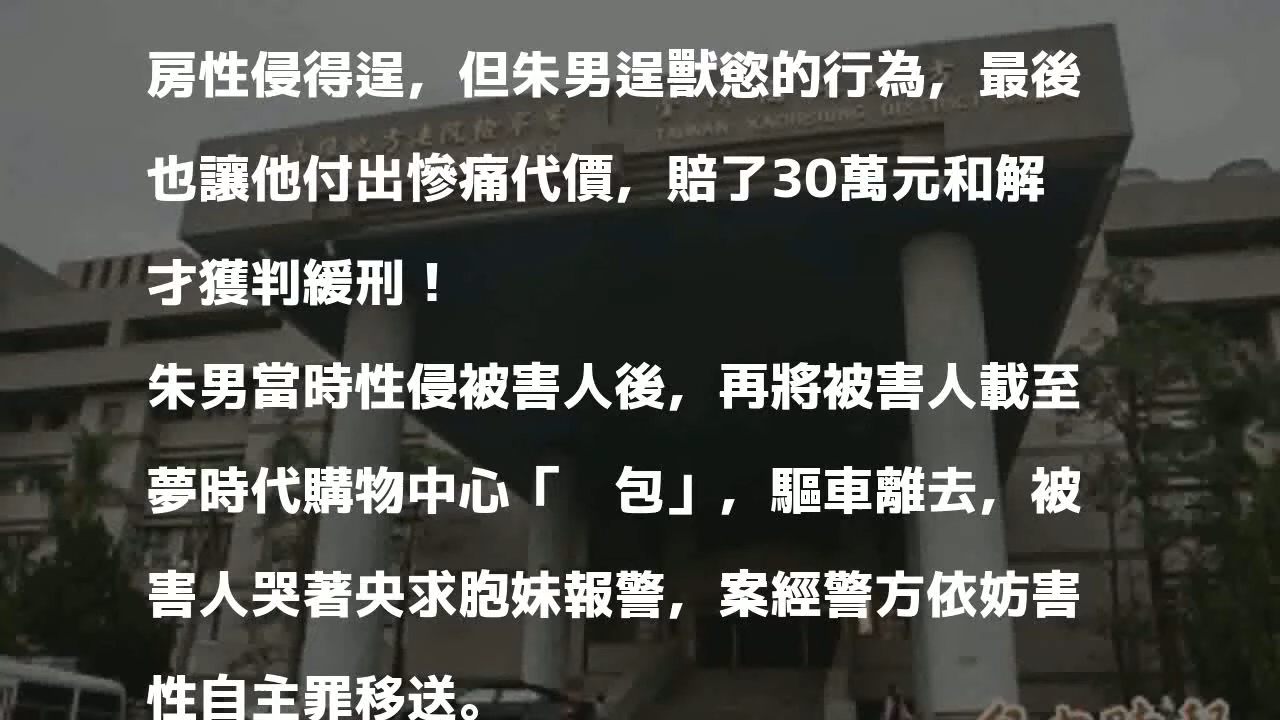 房性侵得逞，但朱男逞獸慾的行為，最後
也讓他付出慘痛代價，賠了30萬元和解
才獲判緩刑！
朱男當時性侵被害人後，再將被害人載至
夢時代購物中心「　包」，驅車離去，被
害人哭著央求胞妹報警，案經警方依妨害
性自主罪移送。